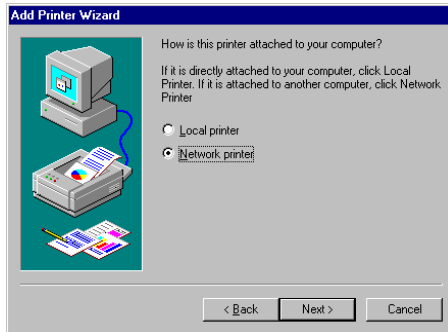 Add Printer Wizard
How is this printer attached to your computer?
If it is directly attached to your computer, click Local
Printer. If it is attached to another computer, click Network
Printer
Local printer
Network printer
< Back Next > Cancel